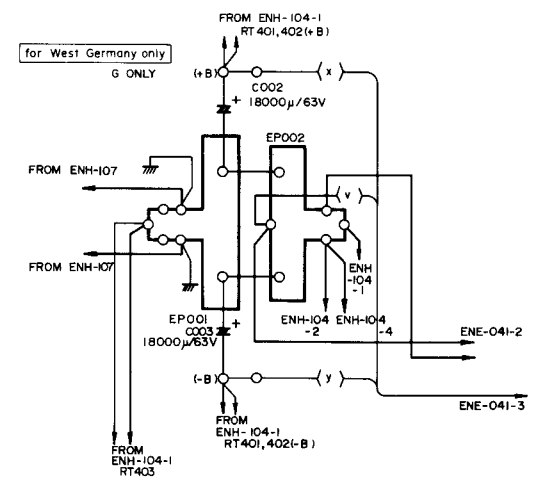 FROM ENH-104-1
RT401,402(+B)
for West Germany only
G ONLY
(+B)
x
C002
18000μ/63V
+
EP002
FROM ENH-107
v
FROM ENH-107
ENH
-104
-1
EP001
C003
+
18000μ/63V
ENH-104
-2
ENH-104
-4
ENE-041-2
(-B)
y
ENE-041-3
FROM
ENH-104-1
RT401,402(-B)
FROM
ENH-104-1
RT403